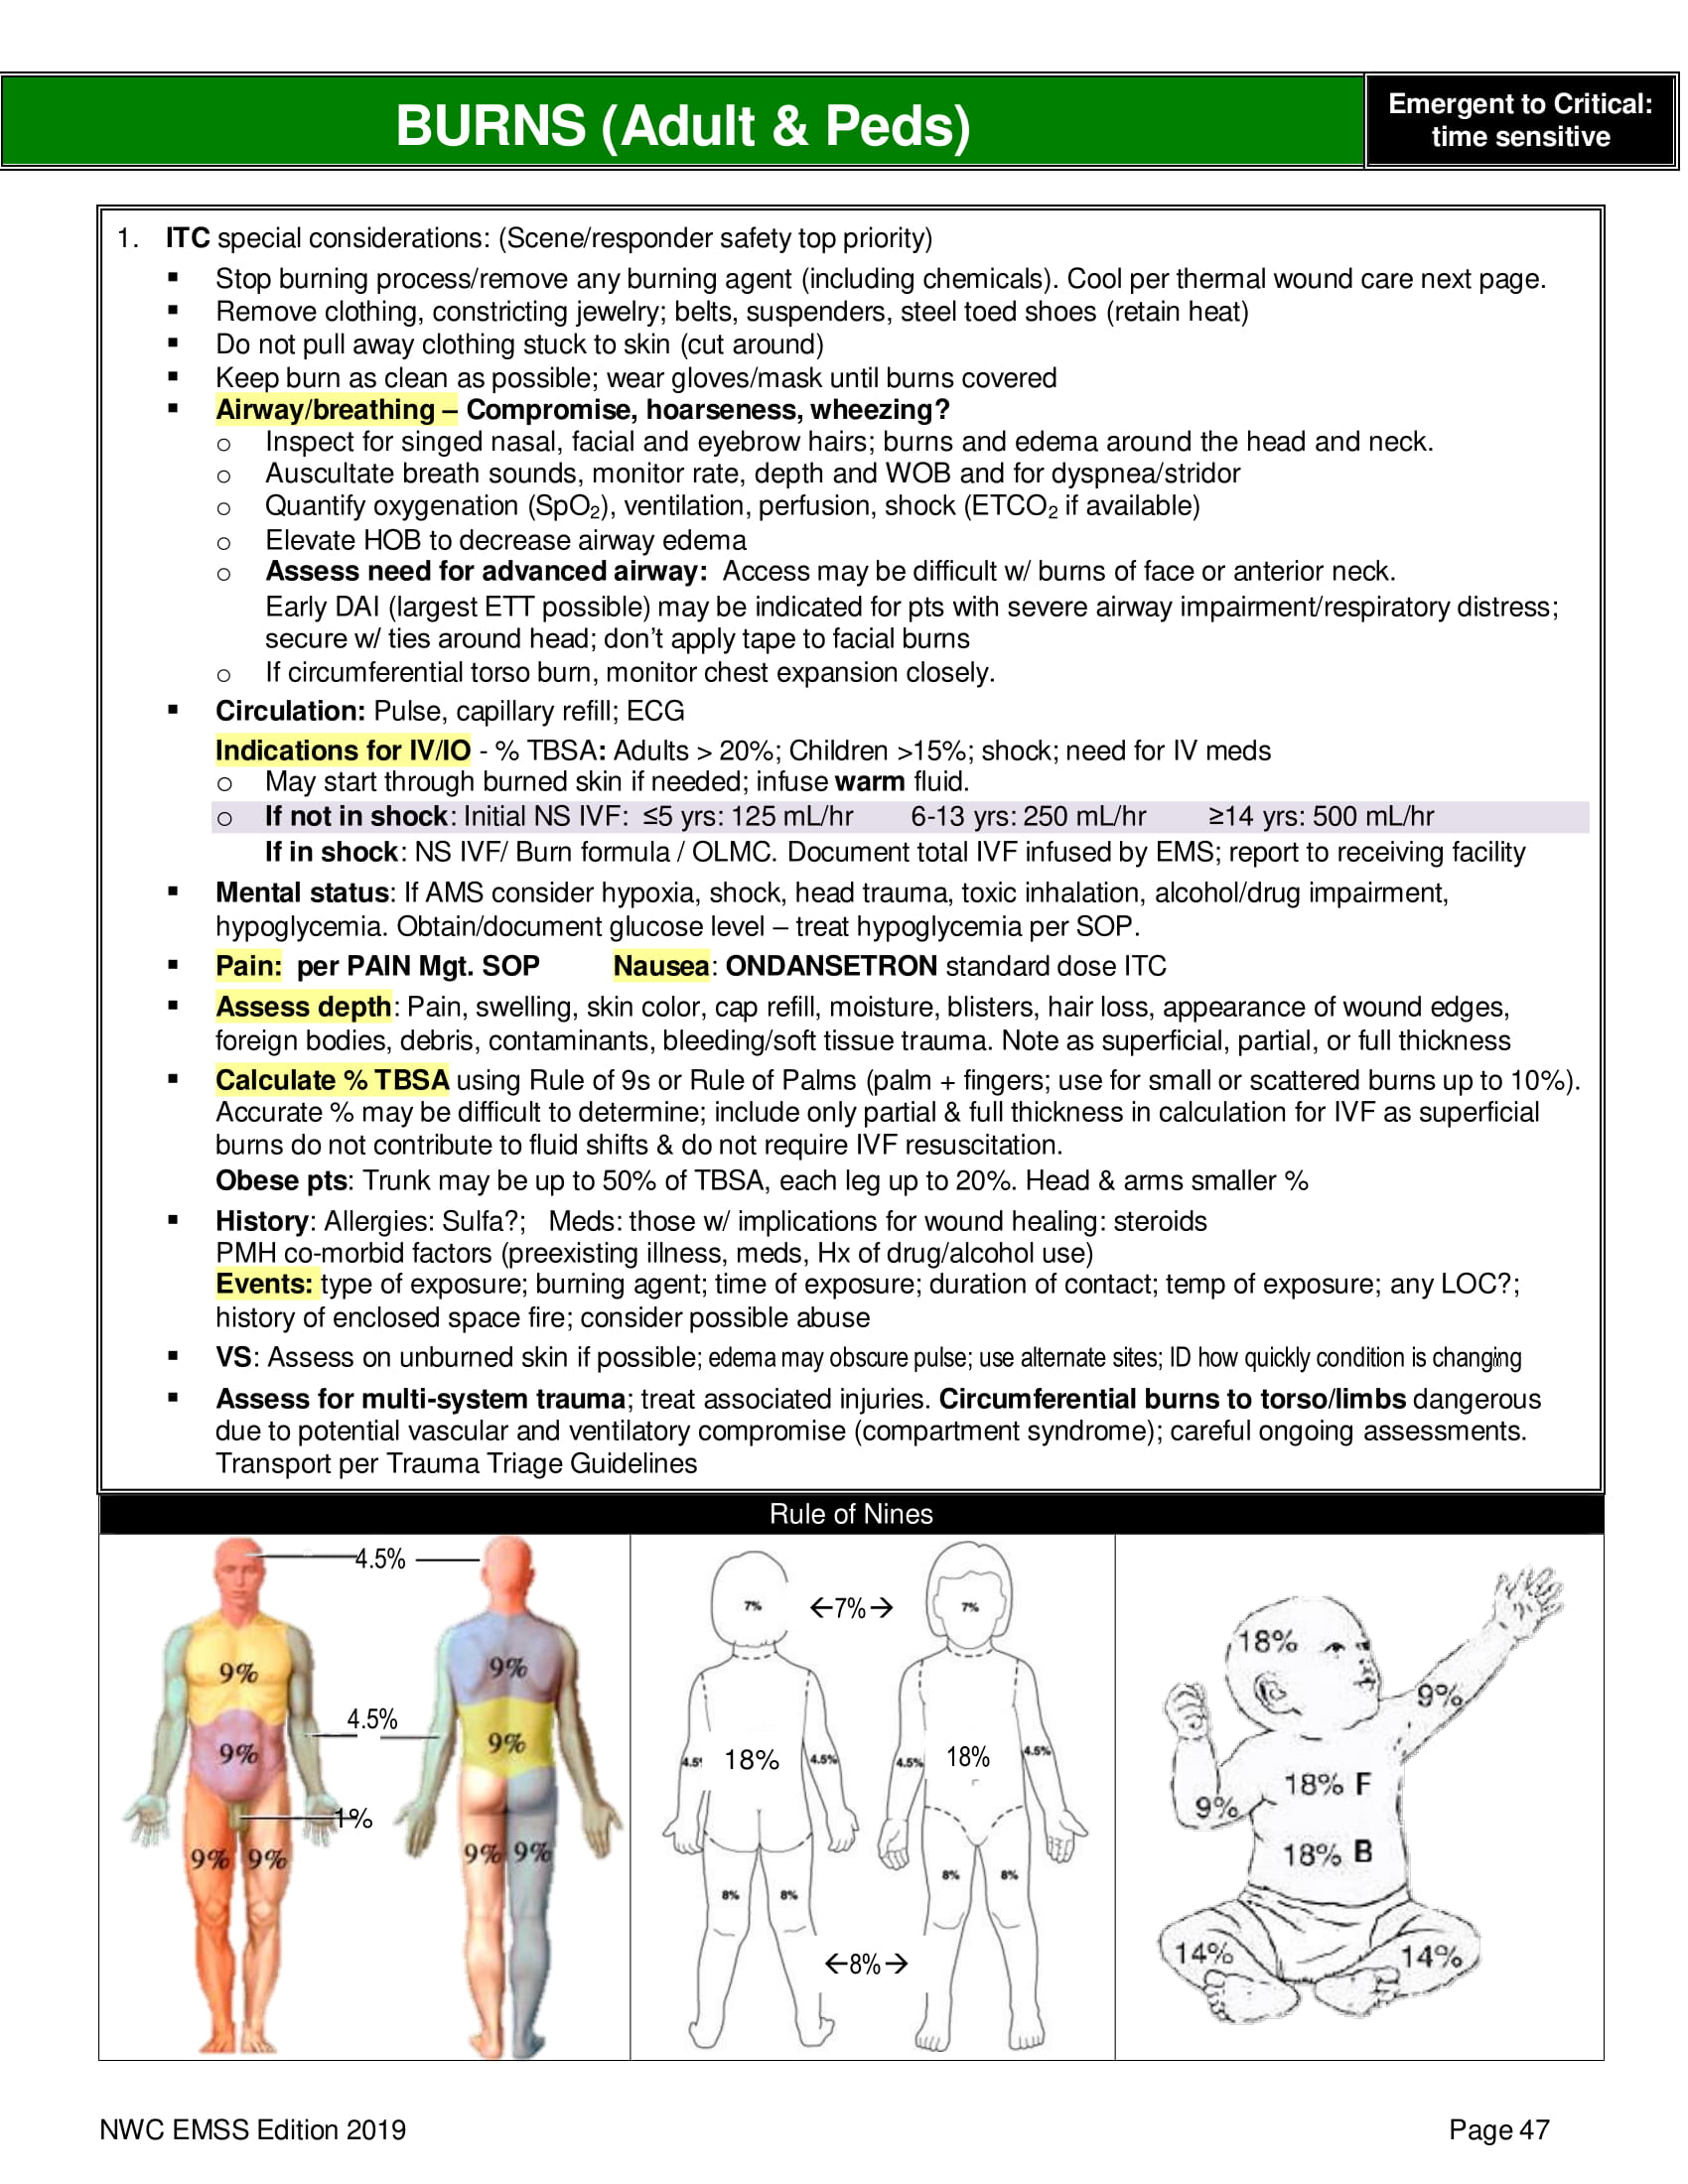 BURNS (Adult & Peds)
Emergent to Critical:
time sensitive
1. ITC special considerations: (Scene/responder safety top priority)
▪ Stop burning process/remove any burning agent (including chemicals). Cool per thermal wound care next page.
▪ Remove clothing, constricting jewelry; belts, suspenders, steel toed shoes (retain heat)
▪ Do not pull away clothing stuck to skin (cut around)
▪ Keep burn as clean as possible; wear gloves/mask until burns covered
▪ Airway/breathing – Compromise, hoarseness, wheezing?
o Inspect for singed nasal, facial and eyebrow hairs; burns and edema around the head and neck.
o Auscultate breath sounds, monitor rate, depth and WOB and for dyspnea/stridor
o Quantify oxygenation (SpO₂), ventilation, perfusion, shock (ETCO₂ if available)
o Elevate HOB to decrease airway edema
o Assess need for advanced airway: Access may be difficult w/ burns of face or anterior neck.
Early DAI (largest ETT possible) may be indicated for pts with severe airway impairment/respiratory distress;
secure w/ ties around head; don't apply tape to facial burns
o If circumferential torso burn, monitor chest expansion closely.
▪ Circulation: Pulse, capillary refill; ECG
Indications for IV/IO - % TBSA: Adults > 20%; Children >15%; shock; need for IV meds
o May start through burned skin if needed; infuse warm fluid.
o If not in shock: Initial NS IVF: ≤5 yrs: 125 mL/hr 6-13 yrs: 250 mL/hr ≥14 yrs: 500 mL/hr
If in shock: NS IVF/ Burn formula / OLMC. Document total IVF infused by EMS; report to receiving facility
▪ Mental status: If AMS consider hypoxia, shock, head trauma, toxic inhalation, alcohol/drug impairment,
hypoglycemia. Obtain/document glucose level – treat hypoglycemia per SOP.
▪ Pain: per PAIN Mgt. SOP Nausea: ONDANSETRON standard dose ITC
▪ Assess depth: Pain, swelling, skin color, cap refill, moisture, blisters, hair loss, appearance of wound edges,
foreign bodies, debris, contaminants, bleeding/soft tissue trauma. Note as superficial, partial, or full thickness
▪ Calculate % TBSA using Rule of 9s or Rule of Palms (palm + fingers; use for small or scattered burns up to 10%).
Accurate % may be difficult to determine; include only partial & full thickness in calculation for IVF as superficial
burns do not contribute to fluid shifts & do not require IVF resuscitation.
Obese pts: Trunk may be up to 50% of TBSA, each leg up to 20%. Head & arms smaller %
▪ History: Allergies: Sulfa?; Meds: those w/ implications for wound healing: steroids
PMH co-morbid factors (preexisting illness, meds, Hx of drug/alcohol use)
Events: type of exposure; burning agent; time of exposure; duration of contact; temp of exposure; any LOC?;
history of enclosed space fire; consider possible abuse
▪ VS: Assess on unburned skin if possible; edema may obscure pulse; use alternate sites; ID how quickly condition is changing
▪ Assess for multi-system trauma; treat associated injuries. Circumferential burns to torso/limbs dangerous
due to potential vascular and ventilatory compromise (compartment syndrome); careful ongoing assessments.
Transport per Trauma Triage Guidelines
Rule of Nines
4.5%
9% 9%
4.5%
9% 9%
1%
9% 9% 9% 9%
7% ←7%→ 7%
4.5% 18% 4.5% 4.5% 18% 4.5%
8% 8% 8% 8%
←8%→
18%
9%
18% F
9%
18% B
14% 14%
NWC EMSS Edition 2019
Page 47